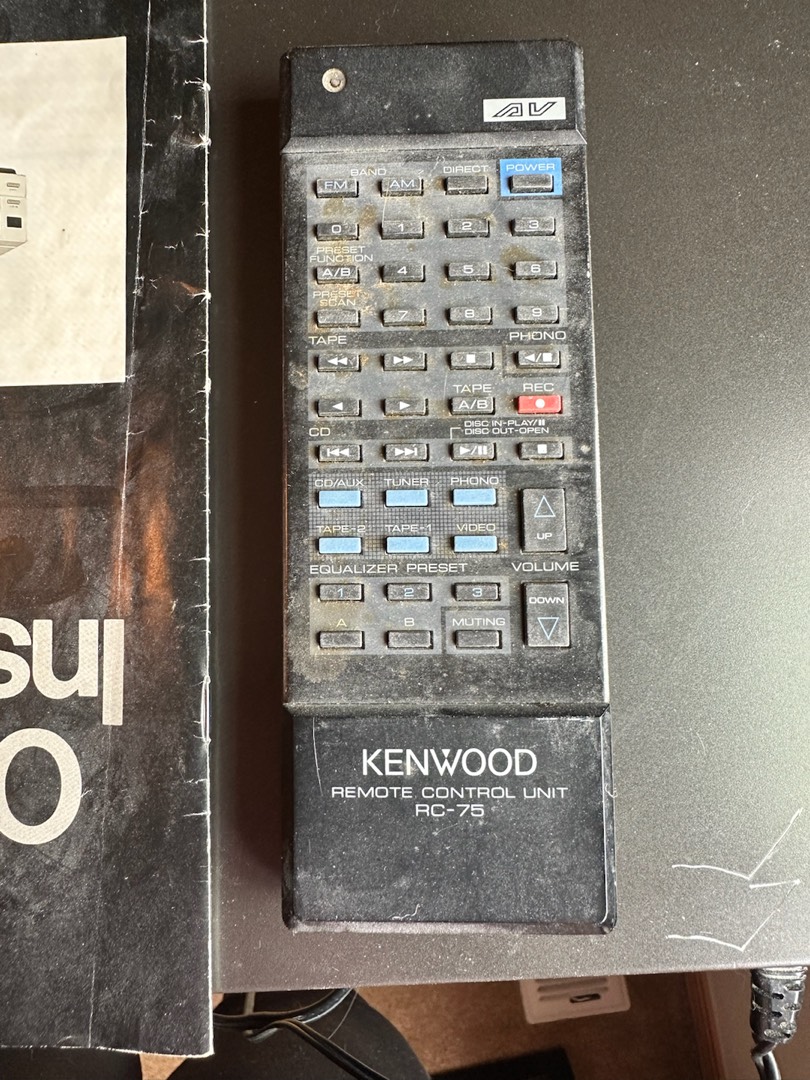 AV
BAND DIRECT POWER
FM AM
0 1 2 3
PRESET
FUNCTION
A/B 4 5 6
PRESET
SCAN
7 8 9
TAPE PHONO
TAPE REC
A/B
DISC IN-PLAY/II
CD DISC OUT-OPEN
CD/AUX TUNER PHONO
UP
TAPE-2 TAPE-1 VIDEO
EQUALIZER PRESET VOLUME
1 2 3 DOWN
A B MUTING
KENWOOD
REMOTE CONTROL UNIT
RC-75
Ins
O